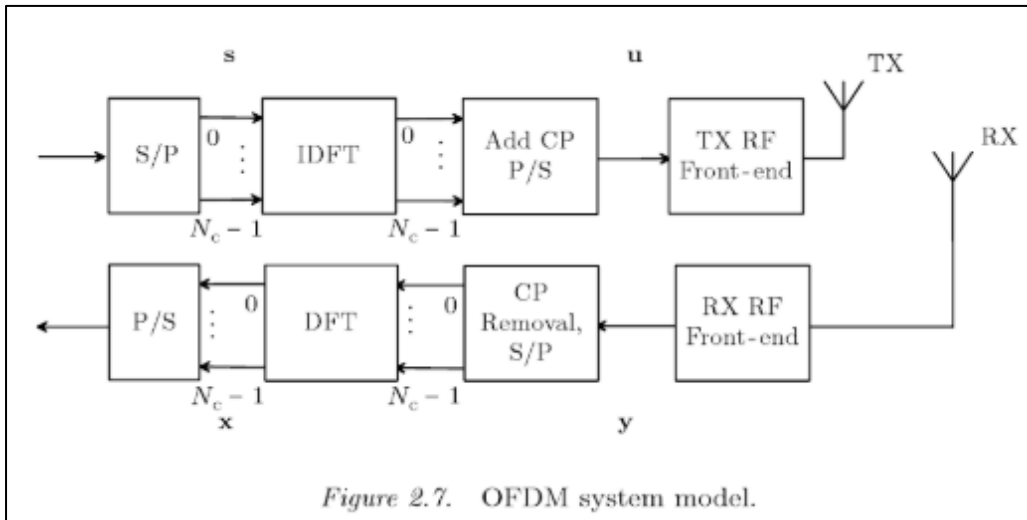 s
u
TX
RX
S/P
0
⋮
N_c − 1
IDFT
0
⋮
N_c − 1
Add CP
P/S
TX RF
Front-end
P/S
0
⋮
N_c − 1
DFT
0
⋮
N_c − 1
CP
Removal,
S/P
RX RF
Front-end
x
y
Figure 2.7. OFDM system model.